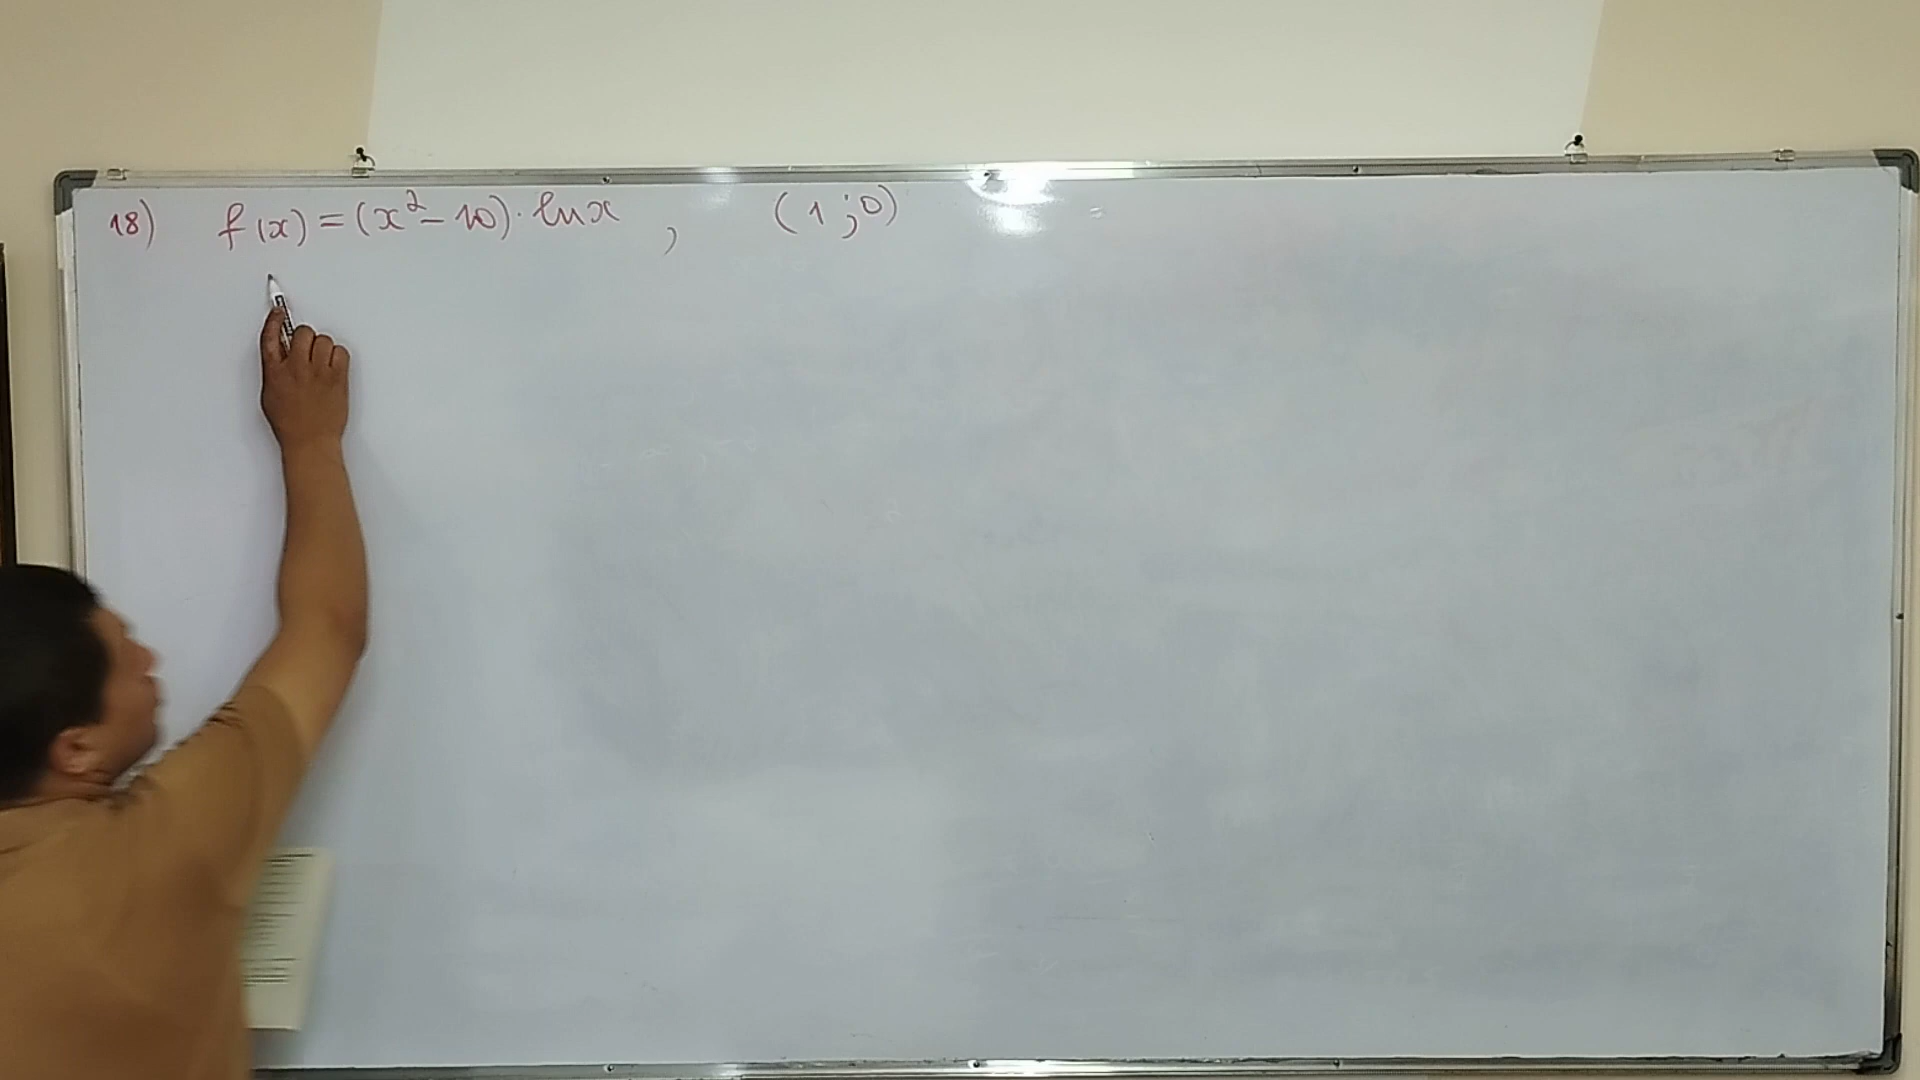 18) f(x) = (x² - 10) · ln x , (1 ; 0)